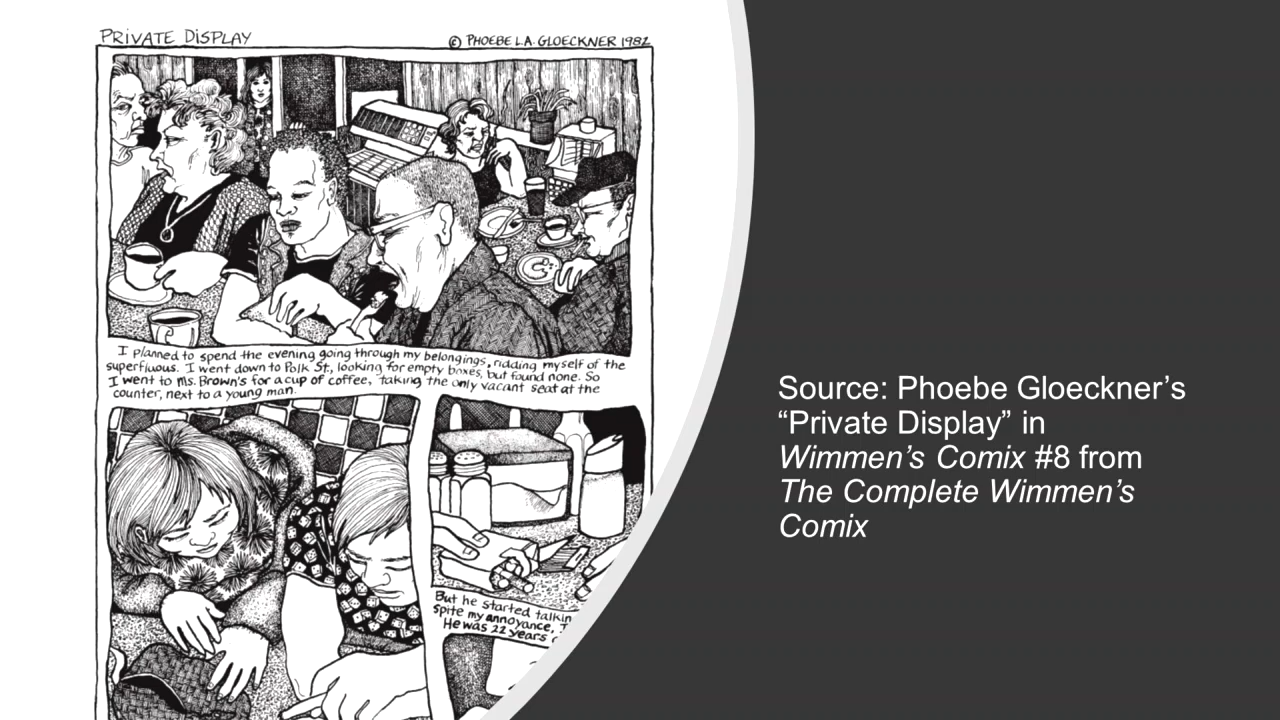 PRIVATE DISPLAY
© PHOEBE L.A. GLOECKNER 1982
I planned to spend the evening going through my belongings, ridding myself of the
superfluous. I went down to Polk St., looking for empty boxes, but found none. So
I went to Ms. Brown's for a cup of coffee, taking the only vacant seat at the
counter, next to a young man.
But he started talkin
spite my annoyance,
He was 22 years
Source: Phoebe Gloeckner’s
“Private Display” in
Wimmen’s Comix #8 from
The Complete Wimmen’s
Comix